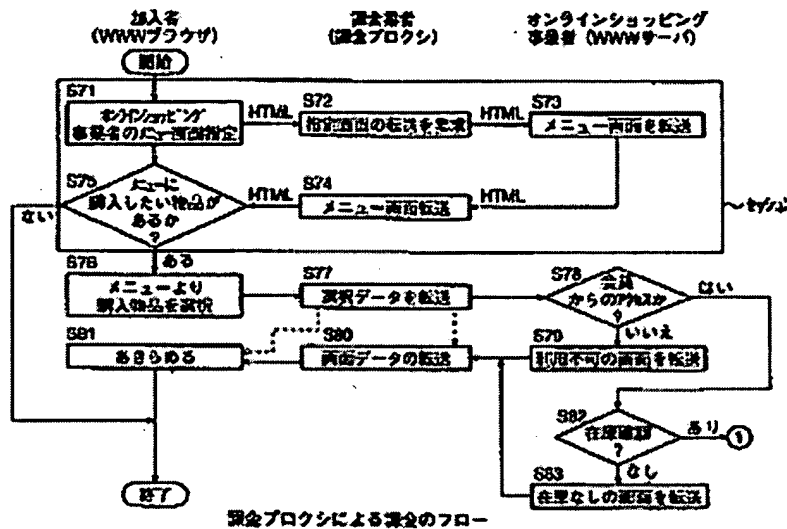 加入者
(WWWブラウザ)
課金業者
(課金プロクシ)
オンラインショッピング
事業者 (WWWサーバ)
開始
S71
オンラインショッピング
事業者のメニュー画面指定
HTML
S72
指定画面の転送を要求
HTML
S73
メニュー画面を転送
S75
メニューに
購入したい物品が
あるか
?
ない
HTML
S74
メニュー画面転送
HTML
セッション
S76
ある
メニューより
購入物品を選択
S77
選択データを転送
S78
会員
からのアクセスか
?
はい
いいえ
S81
あきらめる
S80
画面データの転送
S79
利用不可の画面を転送
S82
在庫確認
?
あり
1
なし
S83
在庫なしの画面を転送
終了
課金プロクシによる課金のフロー